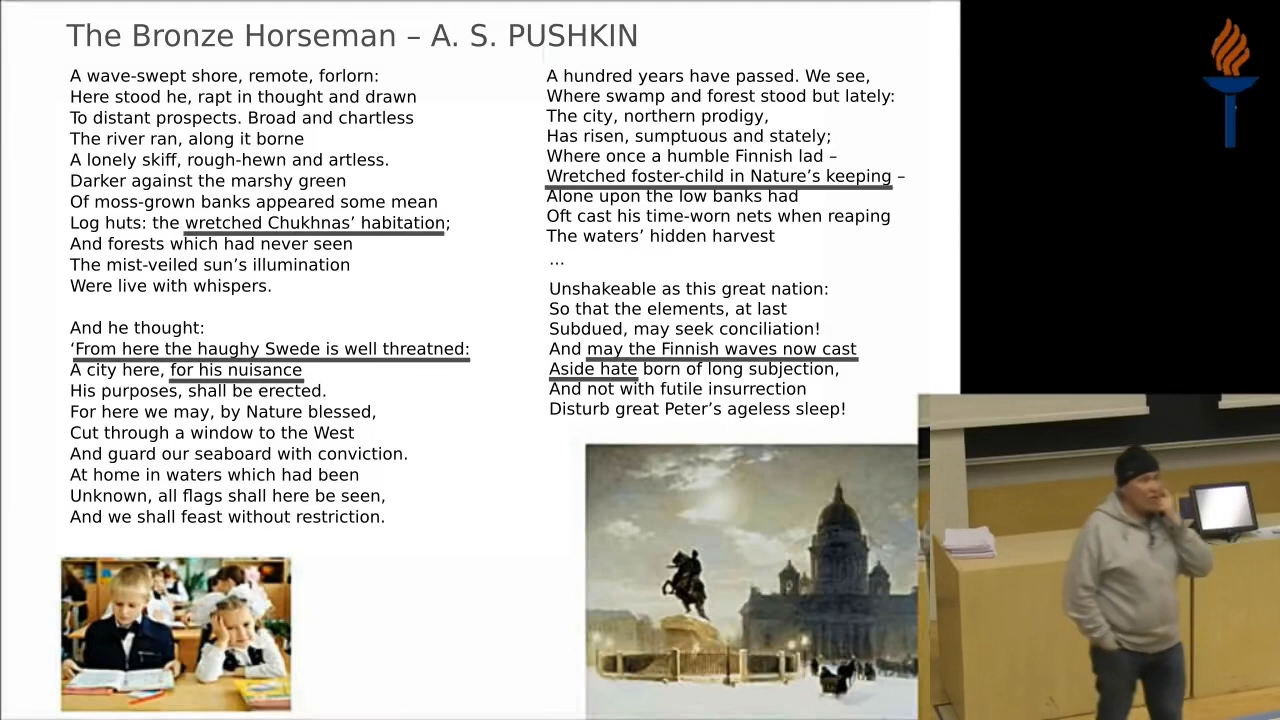 The Bronze Horseman – A. S. PUSHKIN
A wave-swept shore, remote, forlorn:
Here stood he, rapt in thought and drawn
To distant prospects. Broad and chartless
The river ran, along it borne
A lonely skiff, rough-hewn and artless.
Darker against the marshy green
Of moss-grown banks appeared some mean
Log huts: the wretched Chukhnas’ habitation;
And forests which had never seen
The mist-veiled sun’s illumination
Were live with whispers.
And he thought:
‘From here the haughy Swede is well threatned:
A city here, for his nuisance
His purposes, shall be erected.
For here we may, by Nature blessed,
Cut through a window to the West
And guard our seaboard with conviction.
At home in waters which had been
Unknown, all flags shall here be seen,
And we shall feast without restriction.
A hundred years have passed. We see,
Where swamp and forest stood but lately:
The city, northern prodigy,
Has risen, sumptuous and stately;
Where once a humble Finnish lad –
Wretched foster-child in Nature’s keeping –
Alone upon the low banks had
Oft cast his time-worn nets when reaping
The waters’ hidden harvest
...
Unshakeable as this great nation:
So that the elements, at last
Subdued, may seek conciliation!
And may the Finnish waves now cast
Aside hate born of long subjection,
And not with futile insurrection
Disturb great Peter’s ageless sleep!